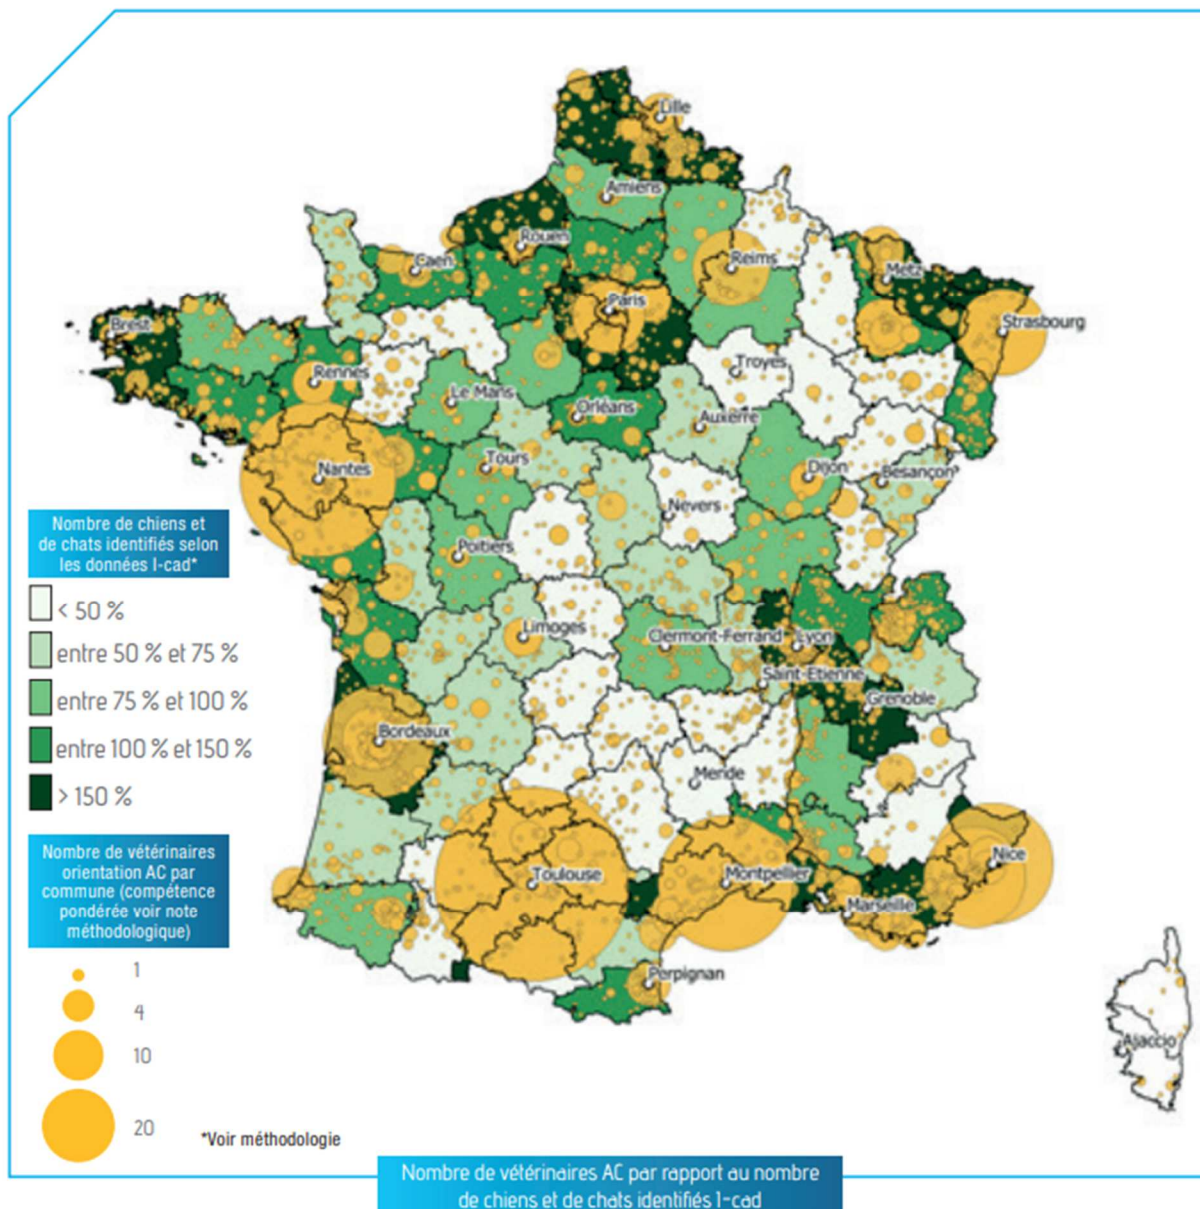 Lille
Amiens
Rouen
Caen
Reims
Metz
Paris
Strasbourg
Brest
Rennes
Troyes
Le Mans
Orléans
Auxerre
Nantes
Tours
Dijon
Besançon
Nevers
Poitiers
Limoges
Clermont-Ferrand
Lyon
Saint-Etienne
Grenoble
Bordeaux
Mende
Toulouse
Montpellier
Nice
Marseille
Perpignan
Ajaccio
Nombre de chiens et
de chats identifiés selon
les données I-cad*
< 50 %
entre 50 % et 75 %
entre 75 % et 100 %
entre 100 % et 150 %
> 150 %
Nombre de vétérinaires
orientation AC par
commune (compétence
pondérée voir note
méthodologique)
1
4
10
20
*Voir méthodologie
Nombre de vétérinaires AC par rapport au nombre
de chiens et de chats identifiés I-cad